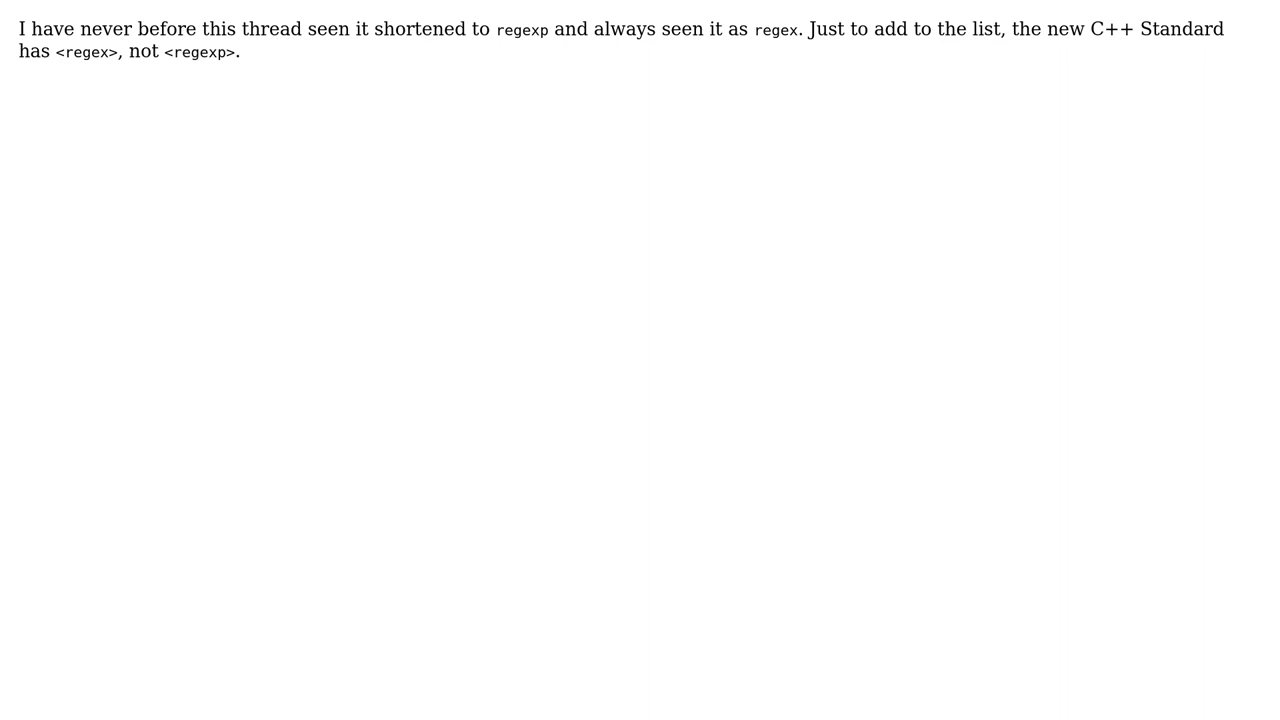 I have never before this thread seen it shortened to regexp and always seen it as regex. Just to add to the list, the new C++ Standard
has <regex>, not <regexp>.